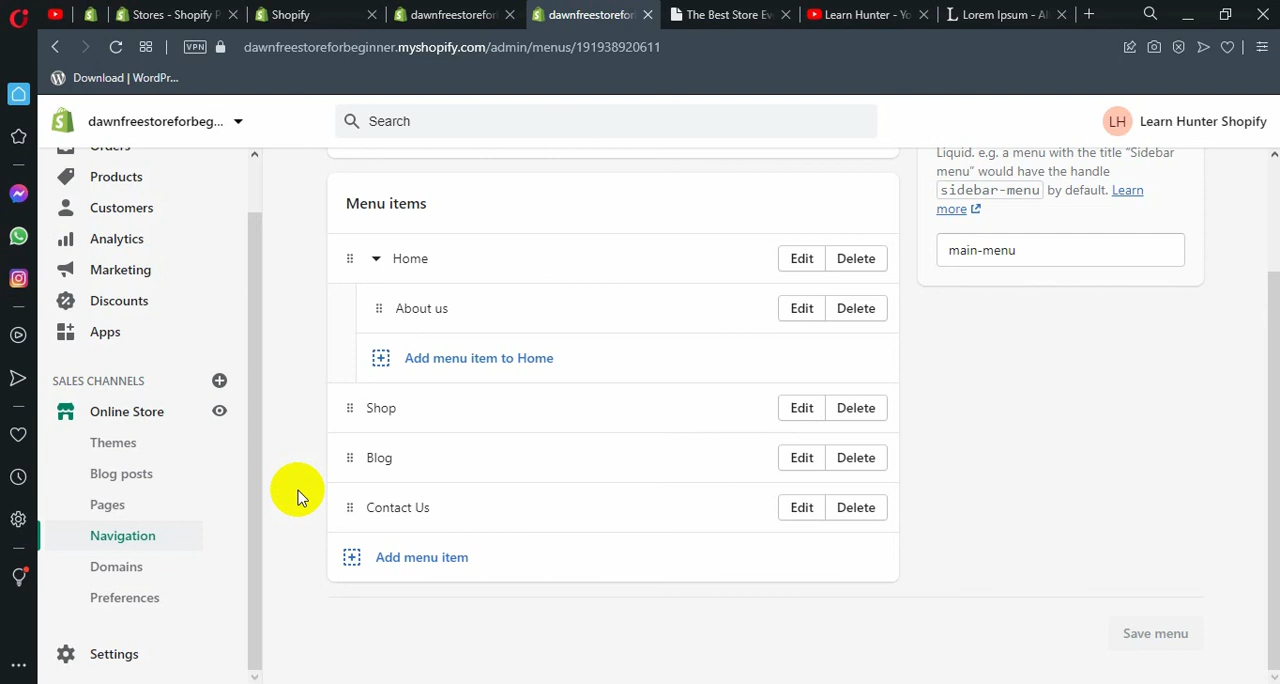 Stores - Shopify P
Shopify
dawnfreestorefor
dawnfreestorefor
The Best Store Ev
Learn Hunter - Yo
Lorem Ipsum - Al
VPN
dawnfreestoreforbeginner.myshopify.com/admin/menus/191938920611
Download | WordPr...
dawnfreestoreforbeg...
Search
LH
Learn Hunter Shopify
Orders
Products
Customers
Analytics
Marketing
Discounts
Apps
SALES CHANNELS
Online Store
Themes
Blog posts
Pages
Navigation
Domains
Preferences
Settings
Menu items
Home
Edit
Delete
About us
Edit
Delete
Add menu item to Home
Shop
Edit
Delete
Blog
Edit
Delete
Contact Us
Edit
Delete
Add menu item
Liquid. e.g. a menu with the title “Sidebar
menu” would have the handle
sidebar-menu by default. Learn
more
main-menu
Save menu